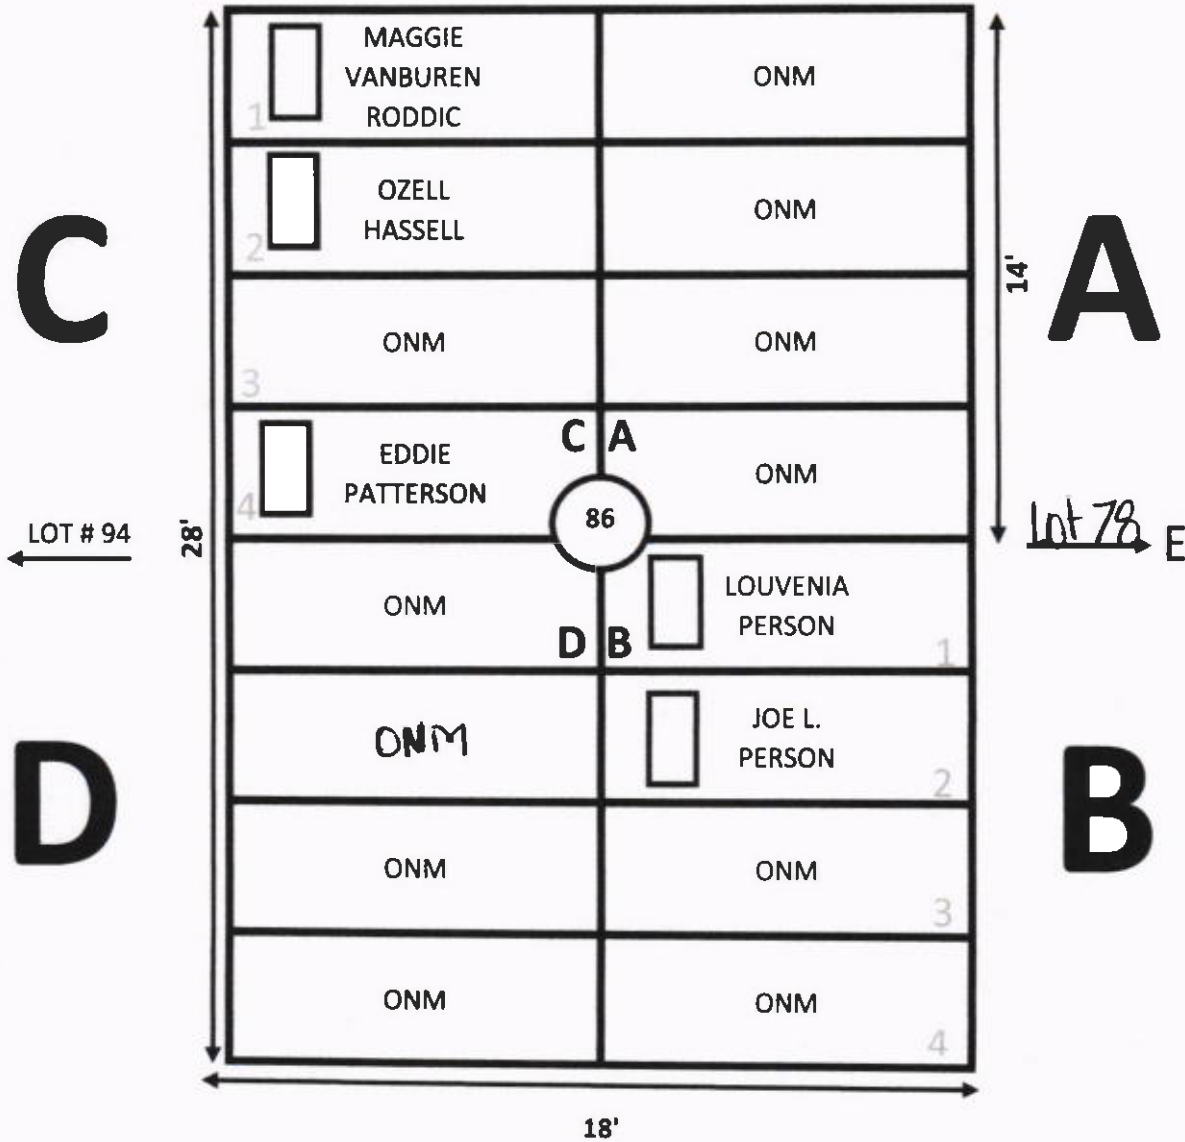 MAGGIE
VANBUREN
RODDIC
1
ONM
OZELL
HASSELL
2
ONM
C
A
14'
ONM
3
ONM
EDDIE
PATTERSON
4
C A
ONM
86
LOT # 94
28'
Lot 78
E
ONM
D B
LOUVENIA
PERSON
1
ONM
JOE L.
PERSON
2
D
B
ONM
ONM
3
ONM
ONM
4
18'